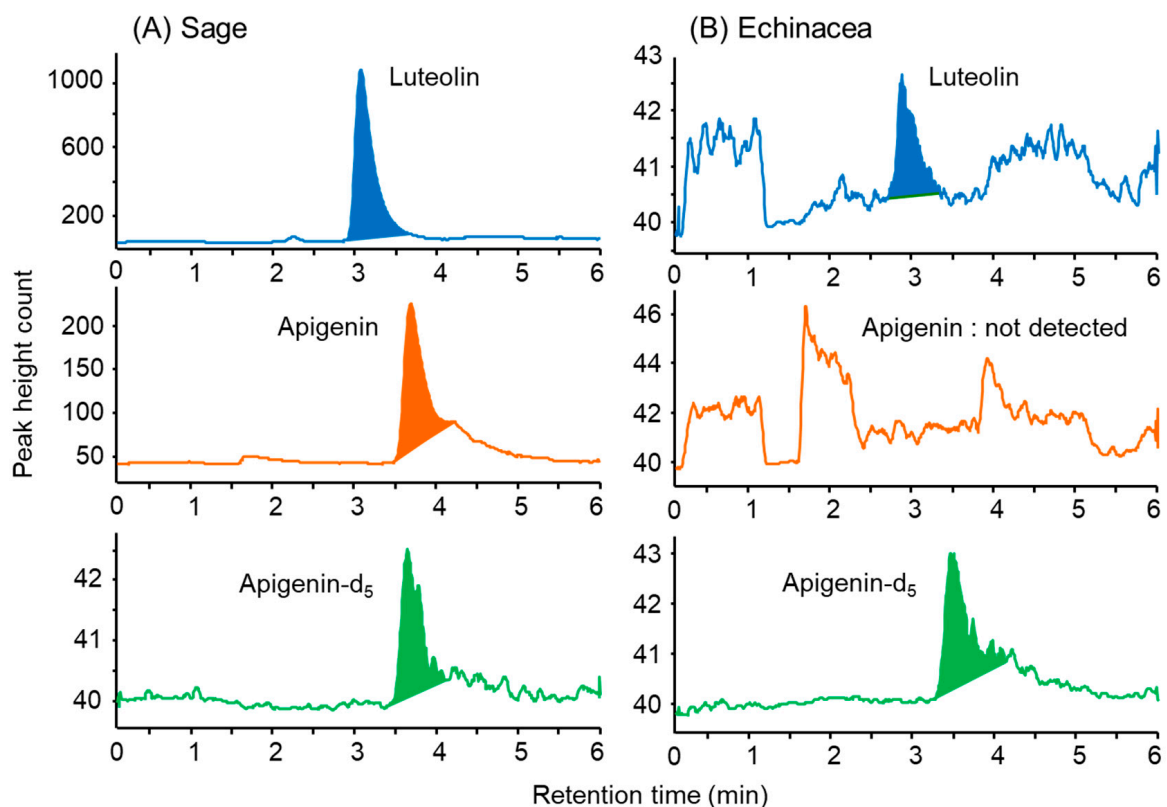 (A) Sage
(B) Echinacea
Peak height count
1000
600
200
Luteolin
0 1 2 3 4 5 6
43
42
41
40
Luteolin
0 1 2 3 4 5 6
200
150
100
50
Apigenin
0 1 2 3 4 5 6
46
44
42
40
Apigenin : not detected
0 1 2 3 4 5 6
42
41
40
Apigenin-d₅
0 1 2 3 4 5 6
43
42
41
40
Apigenin-d₅
0 1 2 3 4 5 6
Retention time (min)